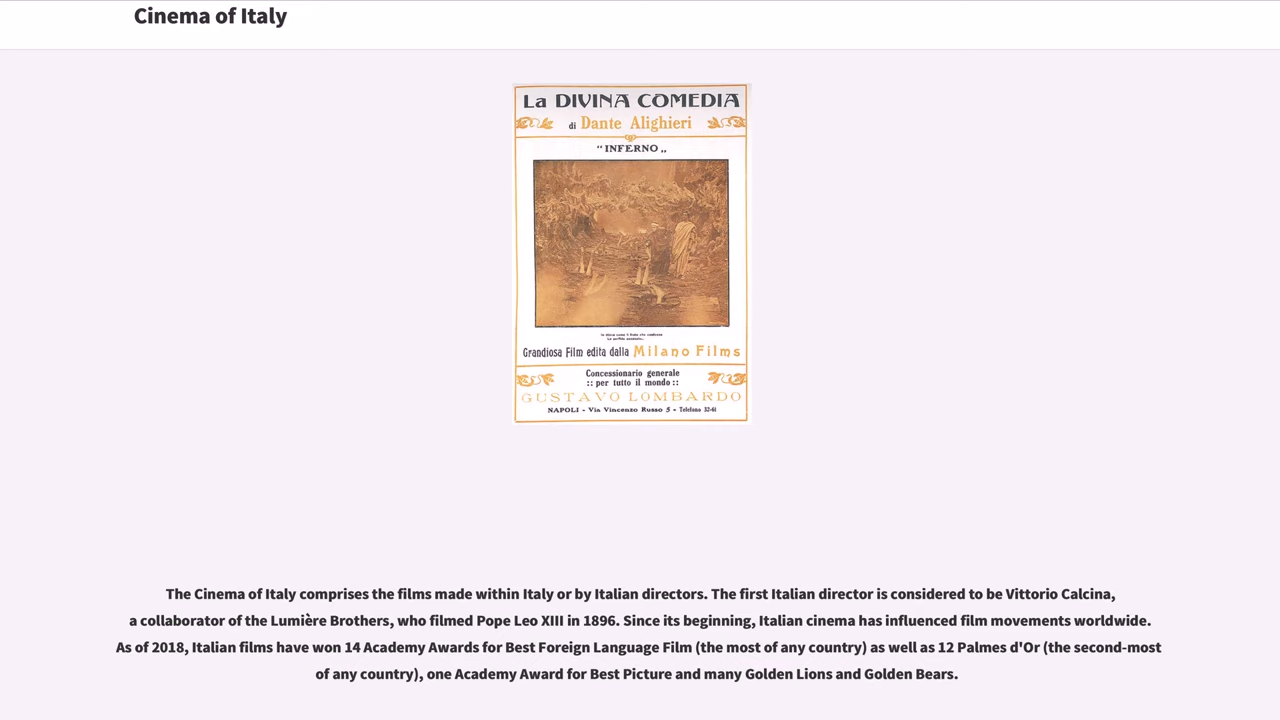 Cinema of Italy
La DIVINA COMEDIA
di Dante Alighieri
“INFERNO„
Grandiosa Film edita dalla Milano Films
Concessionario generale
:: per tutto il mondo ::
GUSTAVO LOMBARDO
NAPOLI - Via Vincenzo Russo 5 - Telefono 32-61
The Cinema of Italy comprises the films made within Italy or by Italian directors. The first Italian director is considered to be Vittorio Calcina,
a collaborator of the Lumière Brothers, who filmed Pope Leo XIII in 1896. Since its beginning, Italian cinema has influenced film movements worldwide.
As of 2018, Italian films have won 14 Academy Awards for Best Foreign Language Film (the most of any country) as well as 12 Palmes d'Or (the second-most
of any country), one Academy Award for Best Picture and many Golden Lions and Golden Bears.